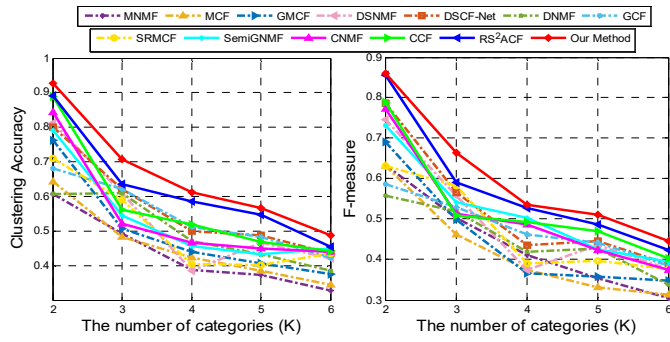 MNMF MCF GMCF DSNMF DSCF-Net DNMF GCF
SRMCF SemiGNMF CNMF CCF RS²ACF Our Method
1
0.9
0.8
0.7
0.6
0.5
0.4
Clustering Accuracy
2 3 4 5 6
The number of categories (K)
0.9
0.8
0.7
0.6
0.5
0.4
0.3
F-measure
2 3 4 5 6
The number of categories (K)